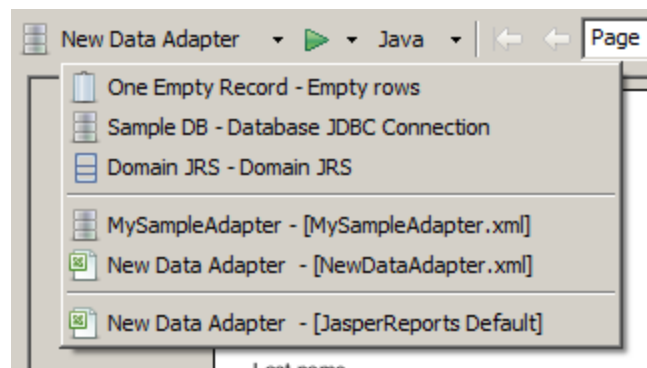 New Data Adapter Java Page
One Empty Record - Empty rows
Sample DB - Database JDBC Connection
Domain JRS - Domain JRS
MySampleAdapter - [MySampleAdapter.xml]
New Data Adapter - [NewDataAdapter.xml]
New Data Adapter - [JasperReports Default]